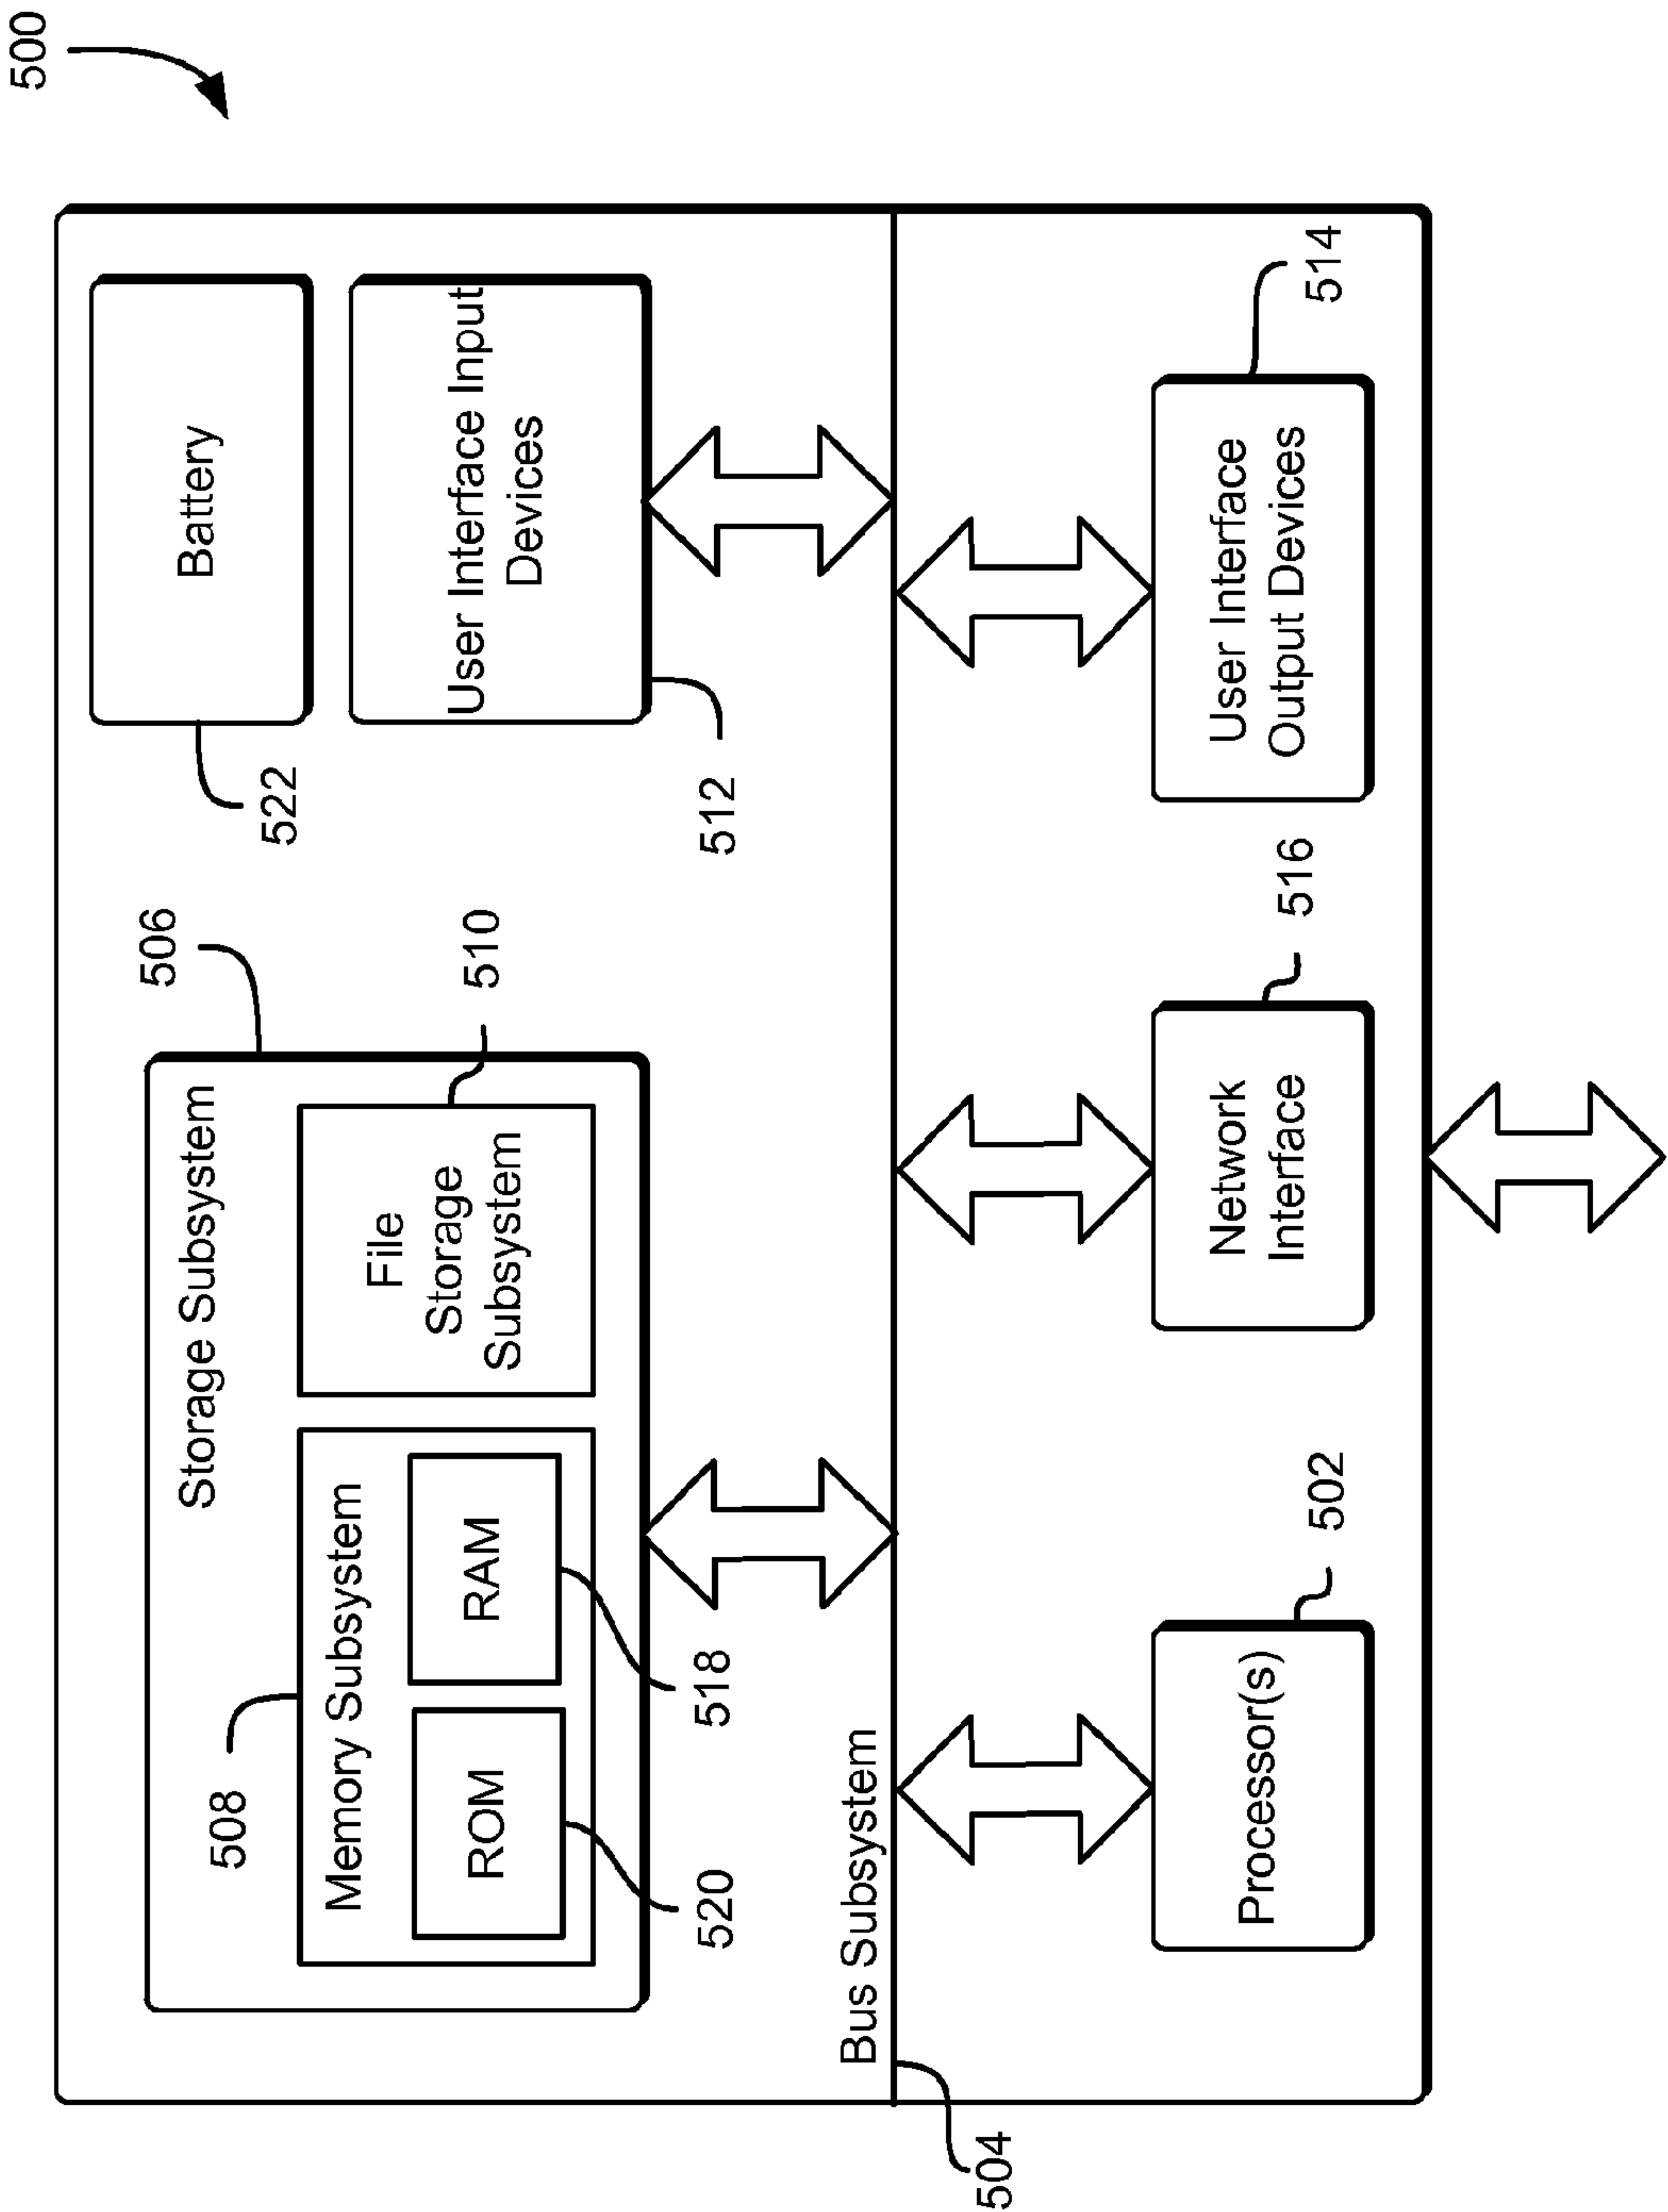 500
506
Storage Subsystem
508
Memory Subsystem
ROM
RAM
File
Storage
Subsystem
510
520
518
522
Battery
User Interface Input
Devices
512
Bus Subsystem
504
Processor(s)
502
Network
Interface
516
User Interface
Output Devices
514